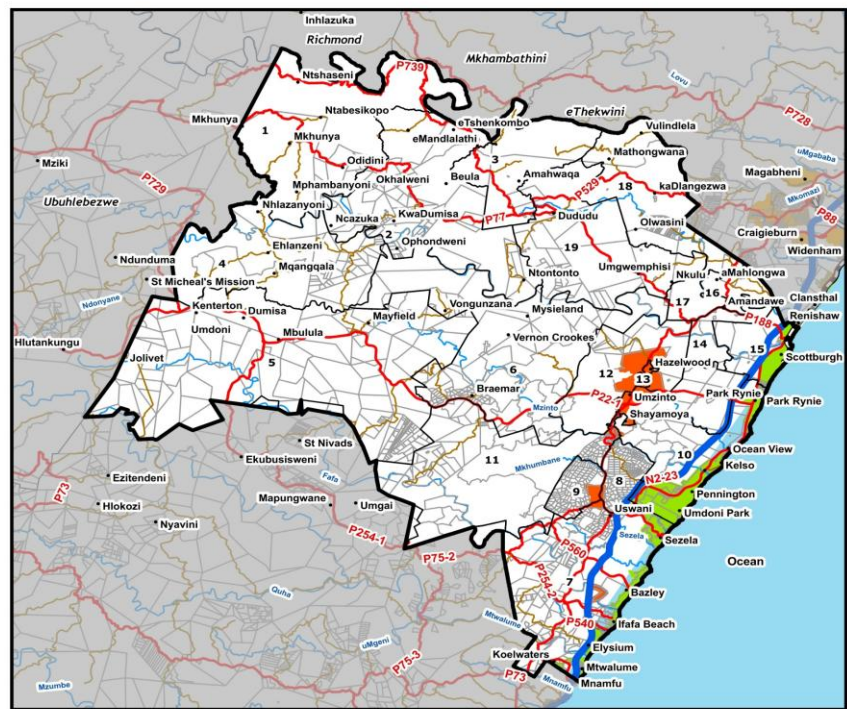 Inhlazuka
Richmond
Mkhambathini
Ntshaseni
P739
Lovu
eThekwini
P728
Mkhunya
Ntabesikopo
eTshenkombo
Vulindlela
1
Mkhunya
eMandlalathi
uMgababa
Mziki
3
Mathongwana
Odidini
Magabheni
P729
Okhalweni
Beula
Amahwaqa
P529
18
kaDlangezwa
Mkomazi
Mphambanyoni
Ubuhlebezwe
Nhlazanyoni
KwaDumisa
P77
Dududu
P88
Ncazuka
2
Olwasini
Craigieburn
Ophondweni
19
Widenham
Ndunduma
4
Ehlanzeni
Umgwemphisi
Mqangqala
Nkulu
aMahlongwa
St Micheal's Mission
Ntontonto
16
Ndonyane
17
Amandawe
Clansthal
Kenterton
Dumisa
Vongunzana
Mysieland
P188
Renishaw
Umdoni
Mayfield
Mbulula
Vernon Crookes
14
15
Hlutankungu
Scottburgh
Jolivet
12
Hazelwood
5
6
13
Braemar
P22-1
Umzinto
Park Rynie
Park Rynie
Mzinto
Shayamoya
St Nivads
10
Ocean View
Ekubusisweni
11
Mkhumbane
Kelso
P73
Fafa
8
N2-23
Ezitendeni
9
Pennington
Mapungwane
Umgai
Uswani
Hlokozi
Umdoni Park
Nyavini
P254-1
Sezela
Sezela
P75-2
P560
Ocean
P254-2
7
Quha
Bazley
Mtwalume
P540
Ifafa Beach
uMgeni
Elysium
Koelwaters
P75-3
Mtwalume
P73
Mzumbe
Mnamfu
Mnamfu